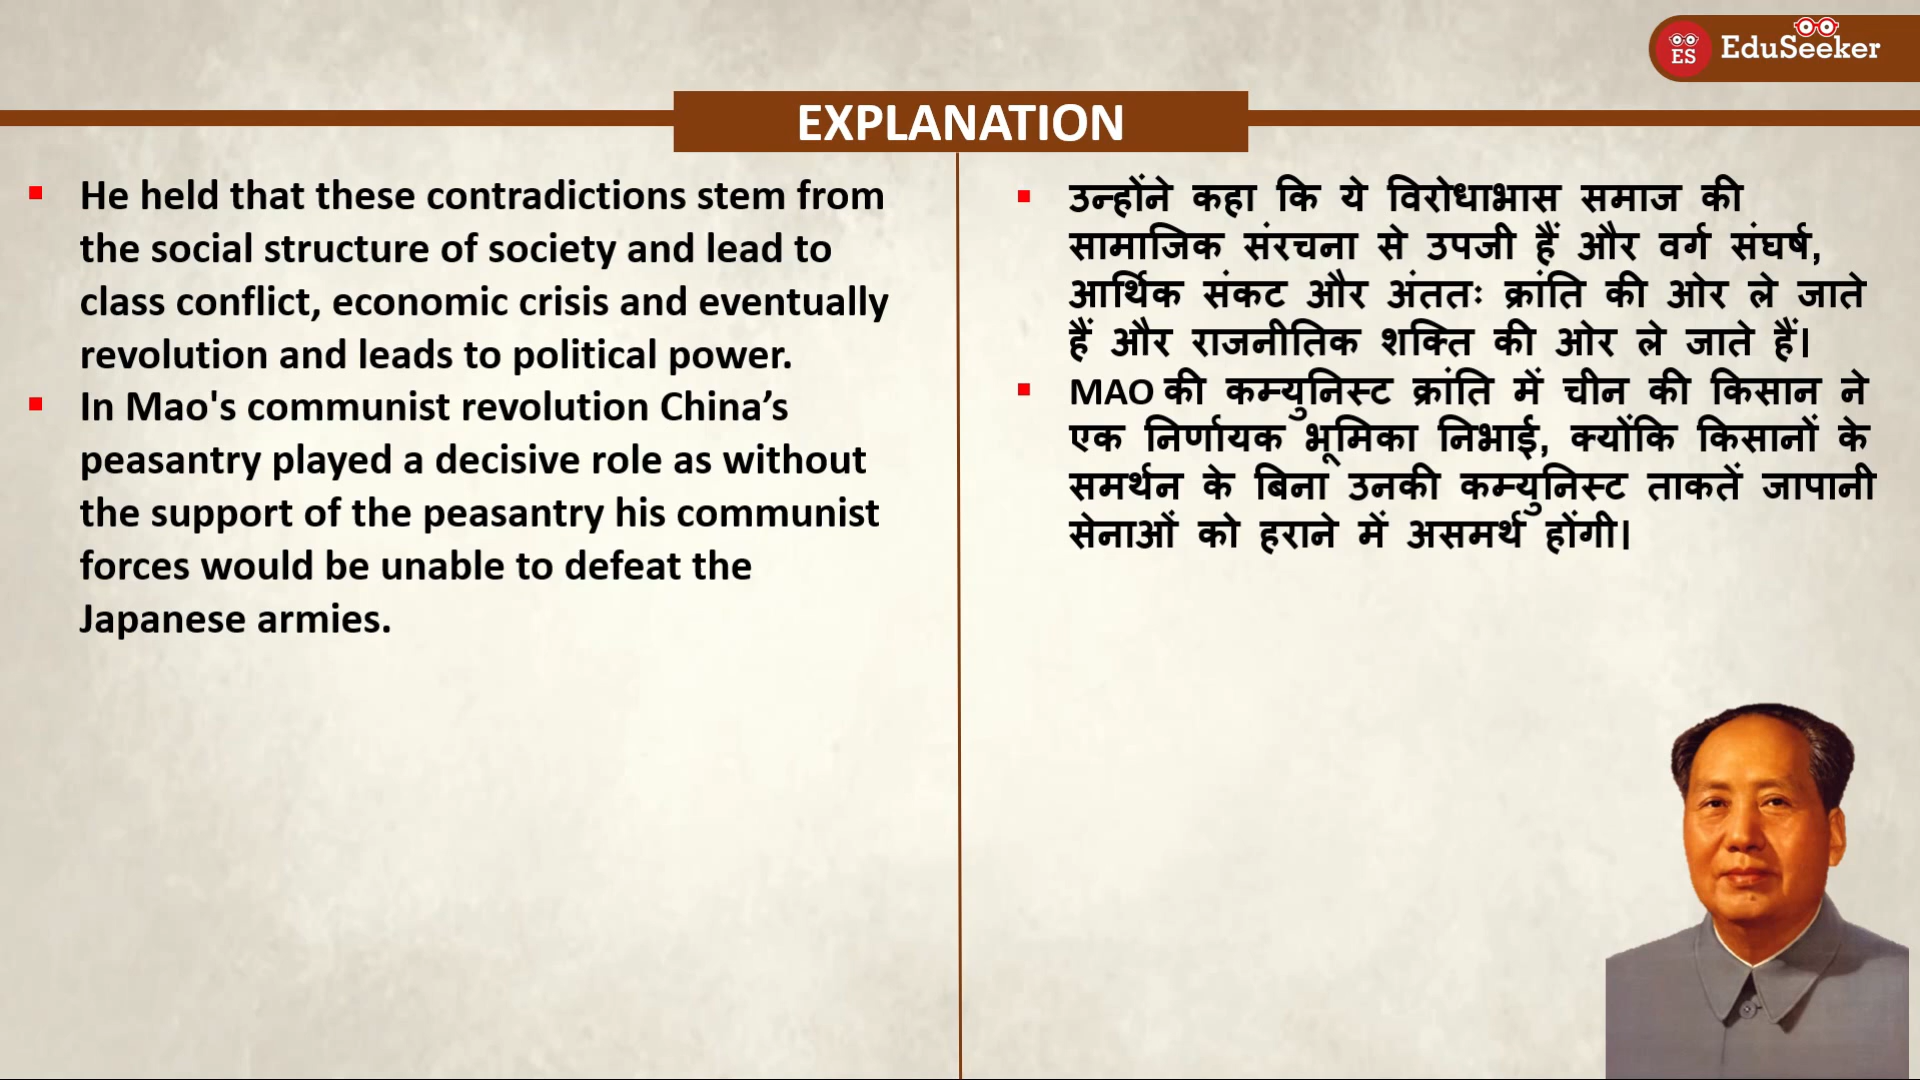 ES EduSeeker
EXPLANATION
He held that these contradictions stem from
the social structure of society and lead to
class conflict, economic crisis and eventually
revolution and leads to political power.
In Mao's communist revolution China’s
peasantry played a decisive role as without
the support of the peasantry his communist
forces would be unable to defeat the
Japanese armies.
उन्होंने कहा कि ये विरोधाभास समाज की
सामाजिक संरचना से उपजी हैं और वर्ग संघर्ष,
आर्थिक संकट और अंततः क्रांति की ओर ले जाते
हैं और राजनीतिक शक्ति की ओर ले जाते हैं।
MAO की कम्युनिस्ट क्रांति में चीन की किसान ने
एक निर्णायक भूमिका निभाई, क्योंकि किसानों के
समर्थन के बिना उनकी कम्युनिस्ट ताकतें जापानी
सेनाओं को हराने में असमर्थ होंगी।